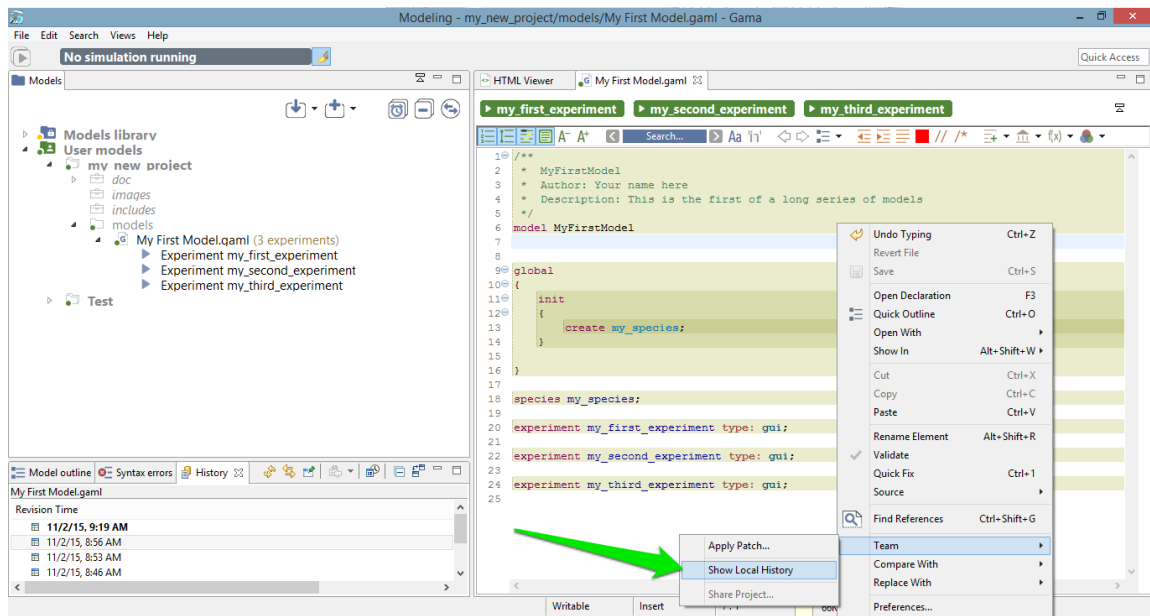 Modeling - my_new_project/models/My First Model.gaml - Gama
File Edit Search Views Help
No simulation running
Quick Access
Models
Models library
User models
my_new_project
doc
images
includes
models
My First Model.gaml (3 experiments)
Experiment my_first_experiment
Experiment my_second_experiment
Experiment my_third_experiment
Test
Model outline Syntax errors History
My First Model.gaml
Revision Time
11/2/15, 9:19 AM
11/2/15, 8:56 AM
11/2/15, 8:53 AM
11/2/15, 8:46 AM
HTML Viewer My First Model.gaml
my_first_experiment my_second_experiment my_third_experiment
A- A+ Search... Aa "in" // /* f(x)
1 /**
2 * MyFirstModel
3 * Author: Your name here
4 * Description: This is the first of a long series of models
5 */
6 model MyFirstModel
7
8
9 global
10 {
11 init
12 {
13 create my_species;
14 }
15
16 }
17
18 species my_species;
19
20 experiment my_first_experiment type: gui;
21
22 experiment my_second_experiment type: gui;
23
24 experiment my_third_experiment type: gui;
25
Undo Typing Ctrl+Z
Revert File
Save Ctrl+S
Open Declaration F3
Quick Outline Ctrl+O
Open With
Show In Alt+Shift+W
Cut Ctrl+X
Copy Ctrl+C
Paste Ctrl+V
Rename Element Alt+Shift+R
Validate
Quick Fix Ctrl+1
Source
Find References Ctrl+Shift+G
Team
Compare With
Replace With
Preferences...
Apply Patch...
Show Local History
Share Project...
Writable Insert